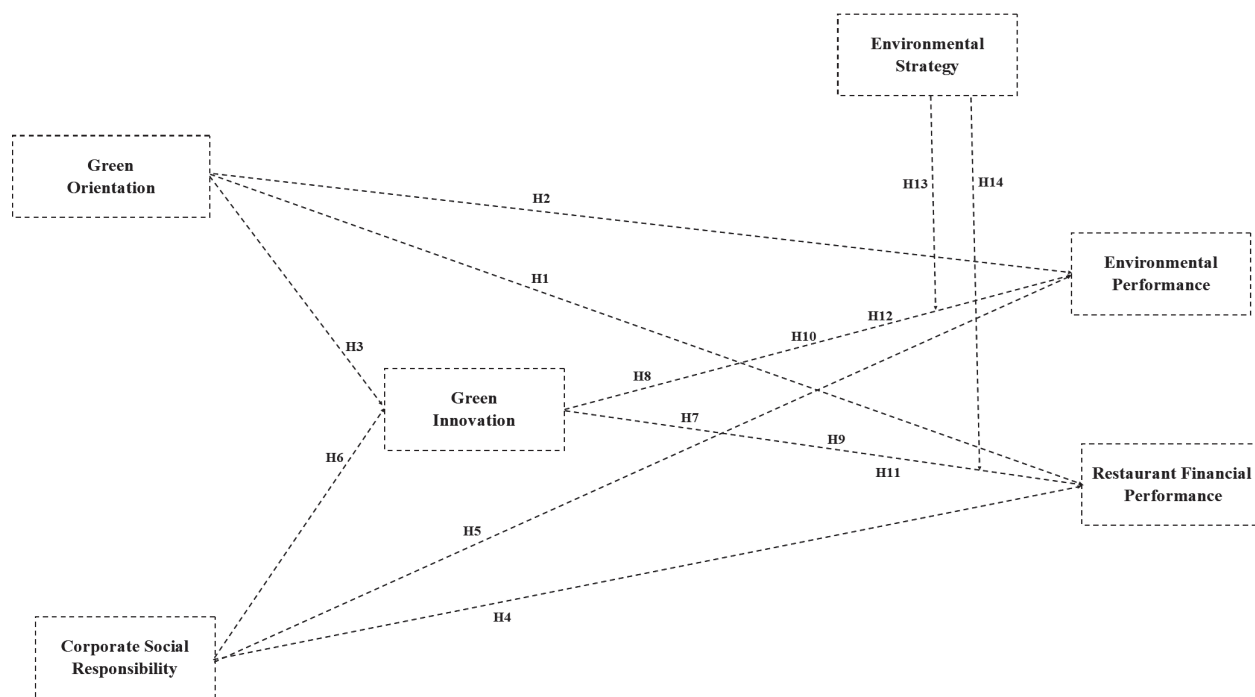 Environmental
Strategy
Green
Orientation
H13
H14
H2
Environmental
Performance
H1
H12
H10
H3
H8
Green
Innovation
H7
H9
H6
H11
Restaurant Financial
Performance
H5
H4
Corporate Social
Responsibility